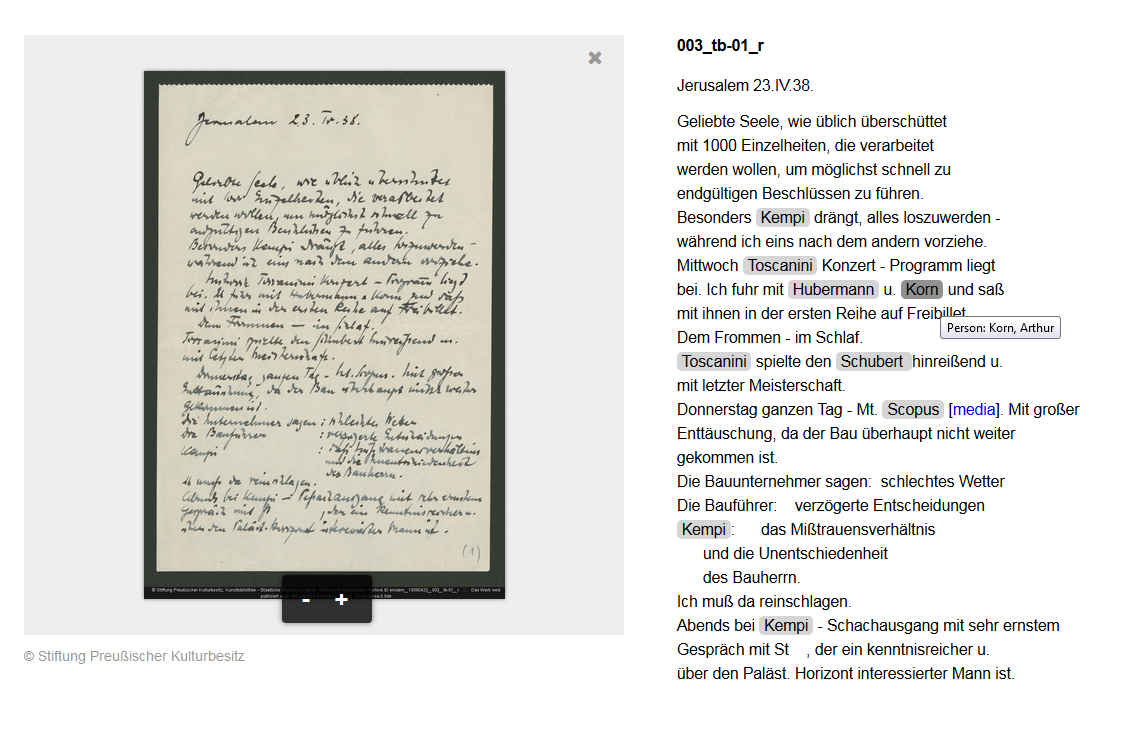 003_tb-01_r
Jerusalem 23.IV.38.
Geliebte Seele, wie üblich überschüttet
mit 1000 Einzelheiten, die verarbeitet
werden wollen, um möglichst schnell zu
endgültigen Beschlüssen zu führen.
Besonders Kempi drängt, alles loszuwerden -
während ich eins nach dem andern vorziehe.
Mittwoch Toscanini Konzert - Programm liegt
bei. Ich fuhr mit Hubermann u. Korn und saß
mit ihnen in der ersten Reihe auf Freibillet
Person: Korn, Arthur
Dem Frommen - im Schlaf.
Toscanini spielte den Schubert hinreißend u.
mit letzter Meisterschaft.
Donnerstag ganzen Tag - Mt. Scopus [media]. Mit großer
Enttäuschung, da der Bau überhaupt nicht weiter
gekommen ist.
Die Bauunternehmer sagen: schlechtes Wetter
Die Bauführer: verzögerte Entscheidungen
Kempi: das Mißtrauensverhältnis
und die Unentschiedenheit
des Bauherrn.
Ich muß da reinschlagen.
Abends bei Kempi - Schachausgang mit sehr ernstem
Gespräch mit St , der ein kenntnisreicher u.
über den Paläst. Horizont interessierter Mann ist.
Jerusalem 23. IV. 38.
Geliebte Seele, wie üblich überschüttet
mit 1000 Einzelheiten, die verarbeitet
werden wollen, um möglichst schnell zu
endgültigen Beschlüssen zu führen.
Besonders Kempi drängt, alles loszuwerden -
während ich eins nach dem andern vorziehe.
Mittwoch Toscanini Konzert - Programm liegt
bei. Ich fuhr mit Hubermann u Korn und saß
mit ihnen in der ersten Reihe auf Freibillet.
Dem Frommen — im Schlaf.
Toscanini spielte den Schubert hinreißend u.
mit letzter Meisterschaft.
Donnerstag ganzen Tag - Mt. Scopus. Mit großer
Enttäuschung, da der Bau überhaupt nicht weiter
gekommen ist.
Die Unternehmer sagen: schlechtes Wetter
Die Bauführer : verzögerte Entscheidungen
Kempi : das Mißtrauensverhältnis
und die Unentschiedenheit
des Bauherrn.
Ich muß da reinschlagen.
Abends bei Kempi - Schachausgang mit sehr ernstem
Gespräch mit St , der ein kenntnisreicher u.
über den Paläst. Horizont interessierter Mann ist.
(1)
© Stiftung Preußischer Kulturbesitz, Kunstbibliothek - Staatliche
Das Werk wird
- +
© Stiftung Preußischer Kulturbesitz